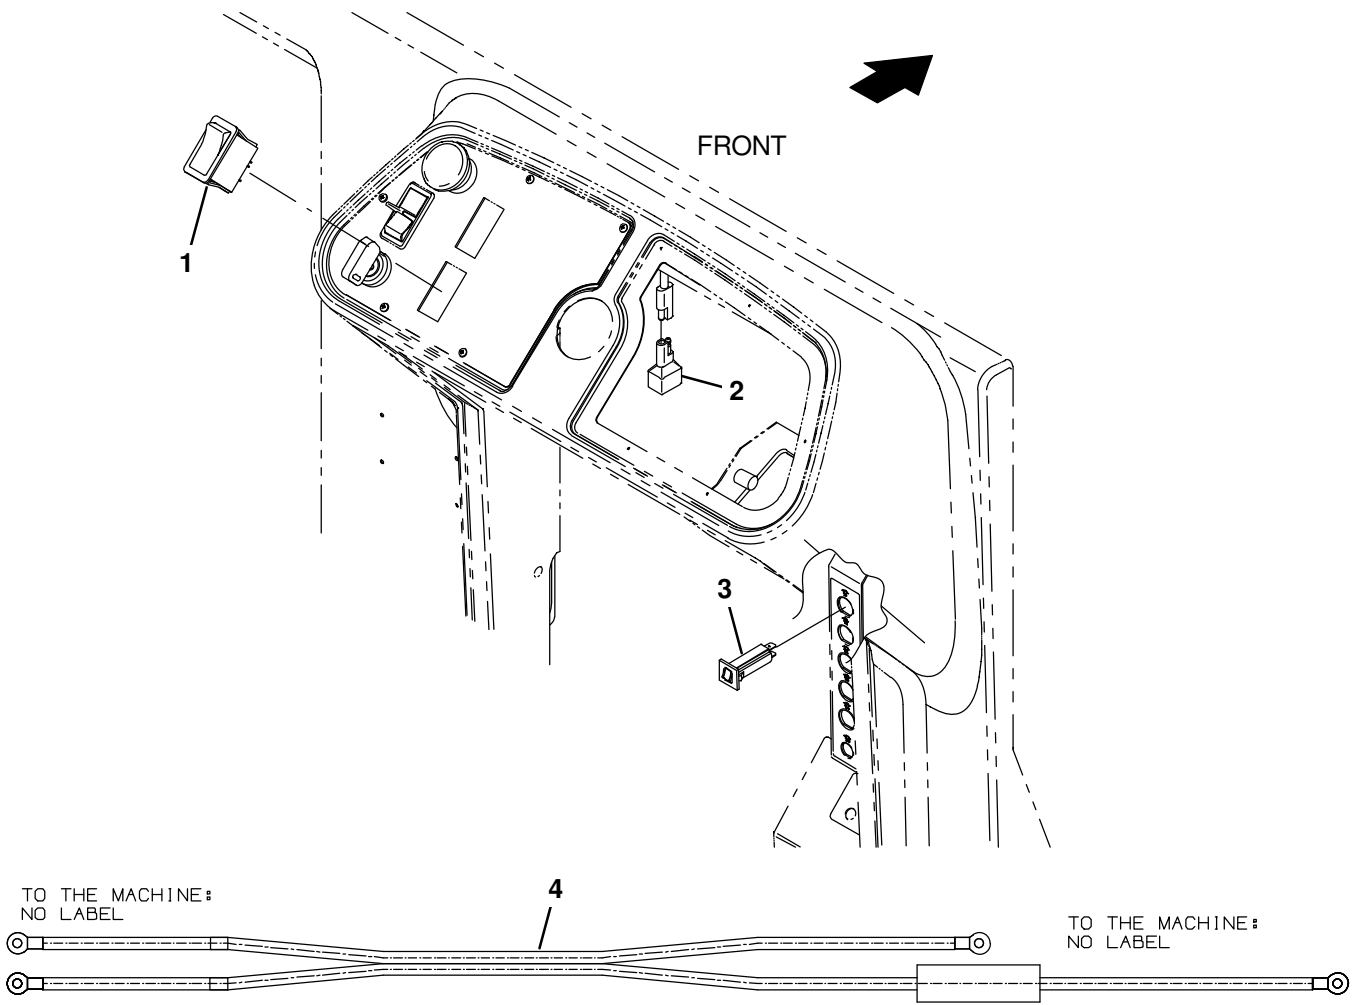 FRONT
1
2
3
4
TO THE MACHINE:
NO LABEL
TO THE MACHINE:
NO LABEL